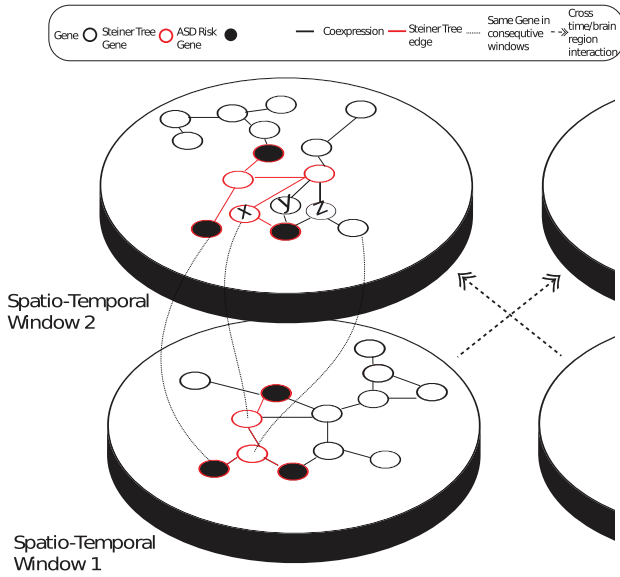 Gene Steiner Tree Gene ASD Risk Gene Coexpression Steiner Tree edge Same Gene in consequtive windows Cross time/brain region interaction
x y z
Spatio-Temporal
Window 2
Spatio-Temporal
Window 1